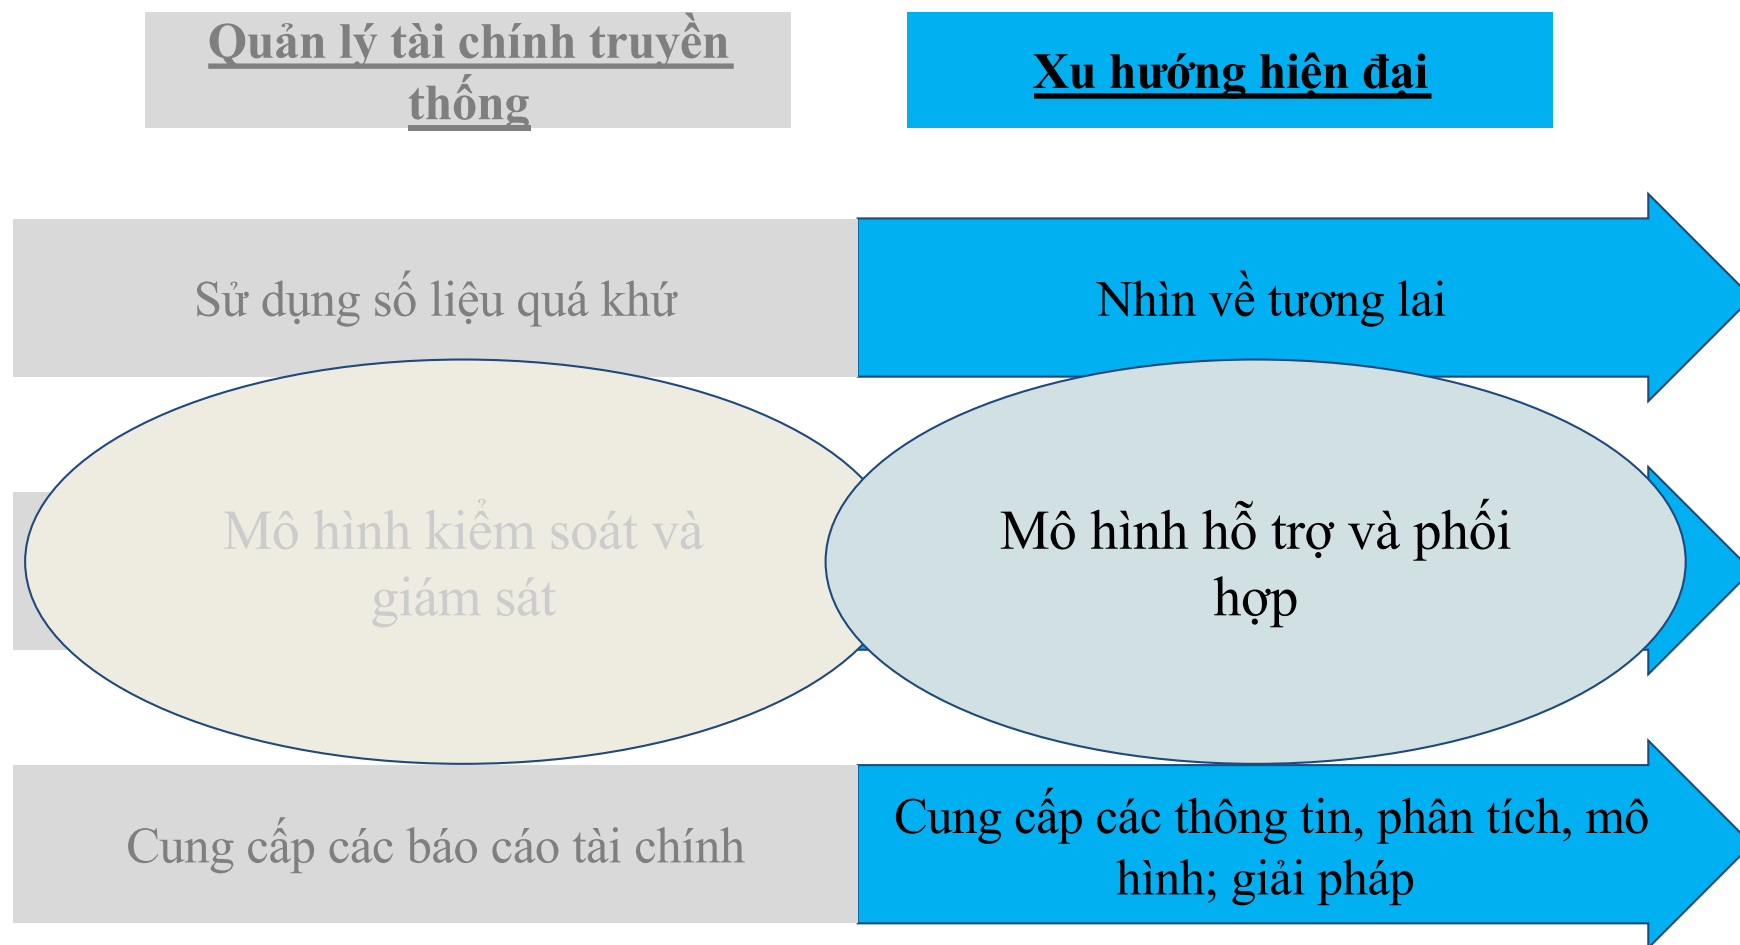 Quản lý tài chính truyền
thống
Xu hướng hiện đại
Sử dụng số liệu quá khứ
Nhìn về tương lai
Mô hình kiểm soát và
giám sát
Mô hình hỗ trợ và phối
hợp
Cung cấp các báo cáo tài chính
Cung cấp các thông tin, phân tích, mô
hình; giải pháp